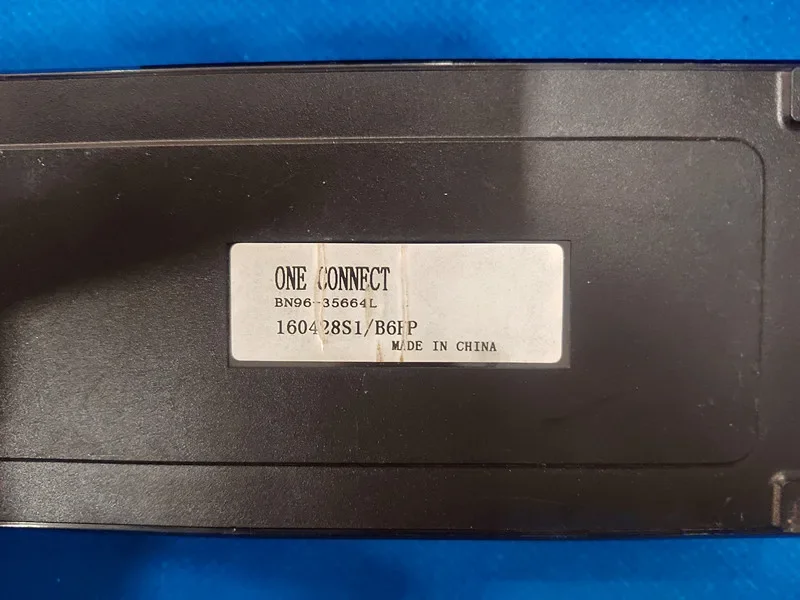 ONE CONNECT
BN96-35664L
160428S1/B6FP
MADE IN CHINA